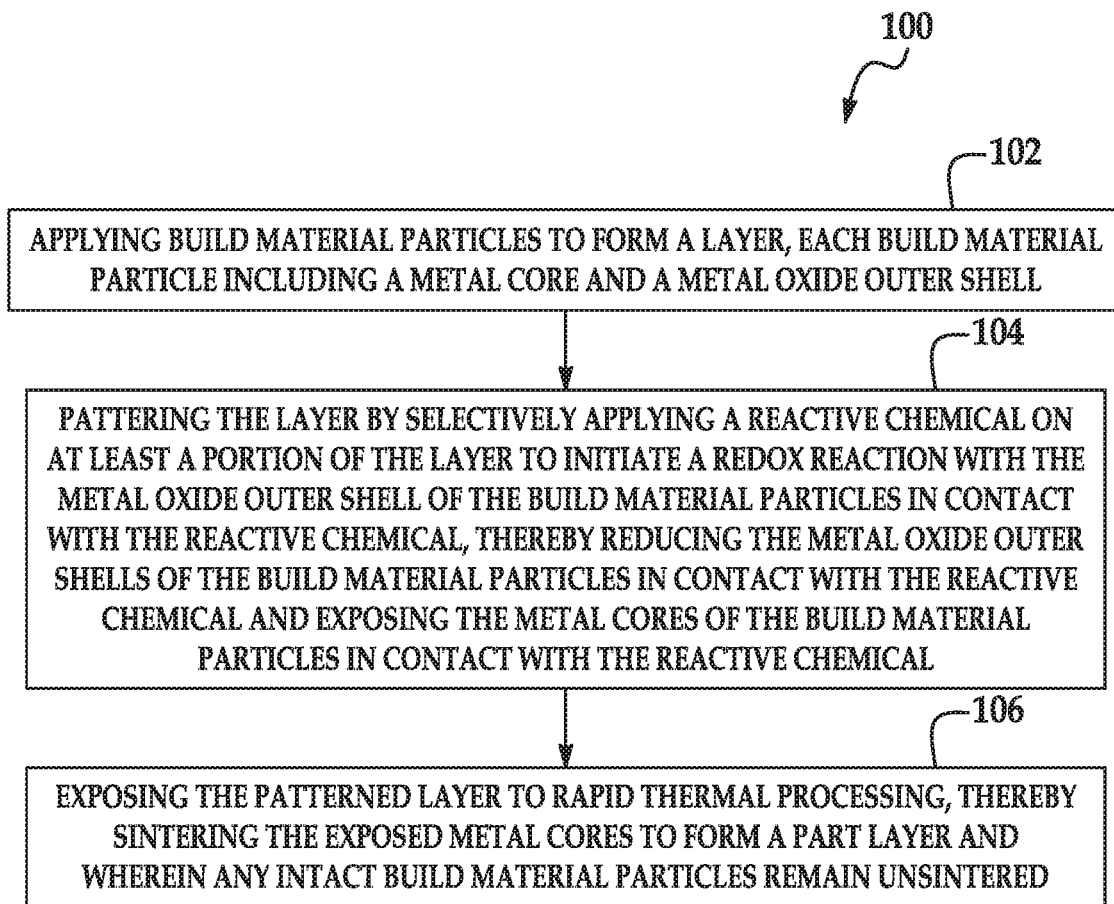 100
102
APPLYING BUILD MATERIAL PARTICLES TO FORM A LAYER, EACH BUILD MATERIAL
PARTICLE INCLUDING A METAL CORE AND A METAL OXIDE OUTER SHELL
104
PATTERING THE LAYER BY SELECTIVELY APPLYING A REACTIVE CHEMICAL ON
AT LEAST A PORTION OF THE LAYER TO INITIATE A REDOX REACTION WITH THE
METAL OXIDE OUTER SHELL OF THE BUILD MATERIAL PARTICLES IN CONTACT
WITH THE REACTIVE CHEMICAL, THEREBY REDUCING THE METAL OXIDE OUTER
SHELLS OF THE BUILD MATERIAL PARTICLES IN CONTACT WITH THE REACTIVE
CHEMICAL AND EXPOSING THE METAL CORES OF THE BUILD MATERIAL
PARTICLES IN CONTACT WITH THE REACTIVE CHEMICAL
106
EXPOSING THE PATTERNED LAYER TO RAPID THERMAL PROCESSING, THEREBY
SINTERING THE EXPOSED METAL CORES TO FORM A PART LAYER AND
WHEREIN ANY INTACT BUILD MATERIAL PARTICLES REMAIN UNSINTERED